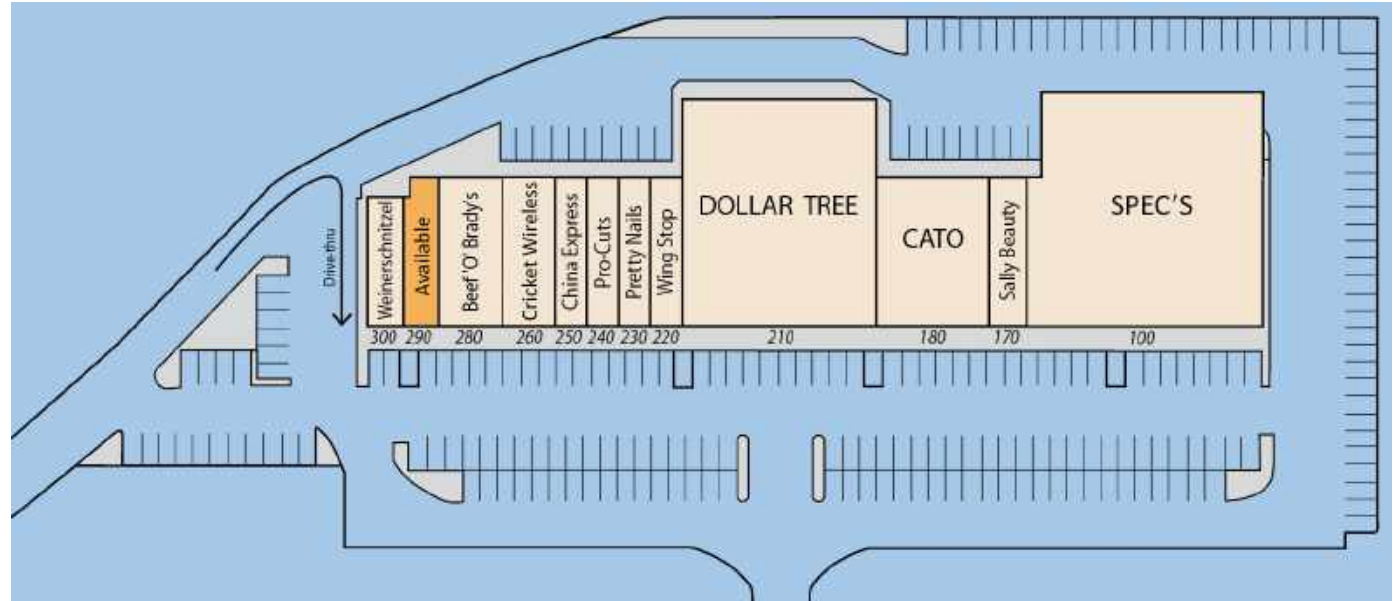 Drive-thru
Weinerschnitzel
Available
Beef 'O' Brady's
Cricket Wireless
China Express
Pro-Cuts
Pretty Nails
Wing Stop
DOLLAR TREE
CATO
Sally Beauty
SPEC'S
300 290 280 260 250 240 230 220 210 180 170 100